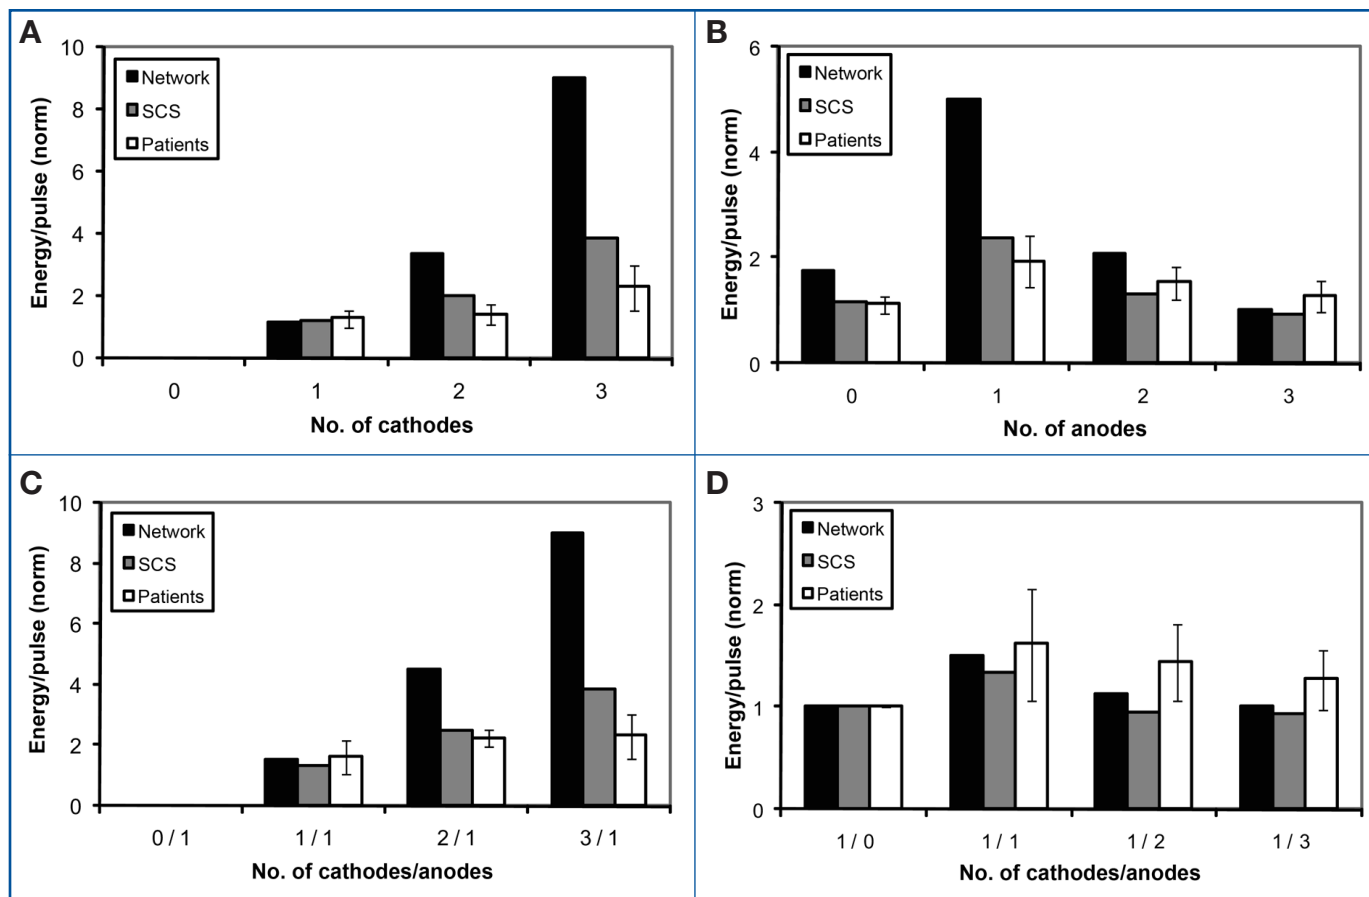 A
10
8
6
4
2
0
Energy/pulse (norm)
Network
SCS
Patients
0 1 2 3
No. of cathodes
B
6
4
2
0
Energy/pulse (norm)
Network
SCS
Patients
0 1 2 3
No. of anodes
C
10
8
6
4
2
0
Energy/pulse (norm)
Network
SCS
Patients
0 / 1 1 / 1 2 / 1 3 / 1
No. of cathodes/anodes
D
3
2
1
0
Energy/pulse (norm)
Network
SCS
Patients
1 / 0 1 / 1 1 / 2 1 / 3
No. of cathodes/anodes